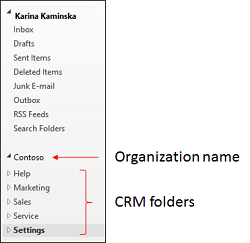 Karina Kaminska
Inbox
Drafts
Sent Items
Deleted Items
Junk E-mail
Outbox
RSS Feeds
Search Folders
Contoso
Organization name
Help
Marketing
Sales
CRM folders
Service
Settings